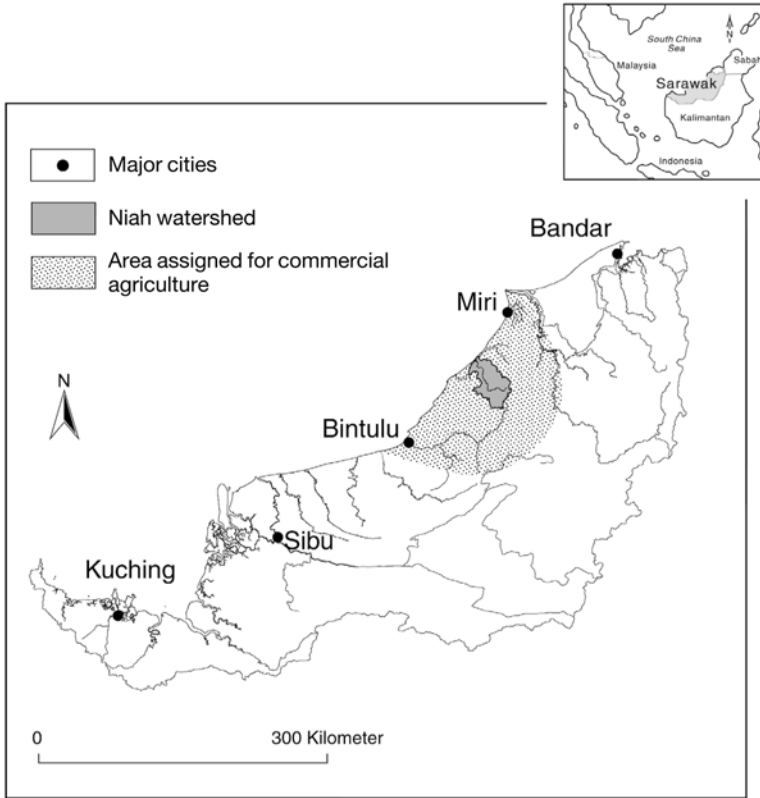 N
South China
Sea
Malaysia
Sabah
Sarawak
Kalimantan
Indonesia
Major cities
Niah watershed
Area assigned for commercial
agriculture
Bandar
Miri
N
Bintulu
Sibu
Kuching
0 300 Kilometer